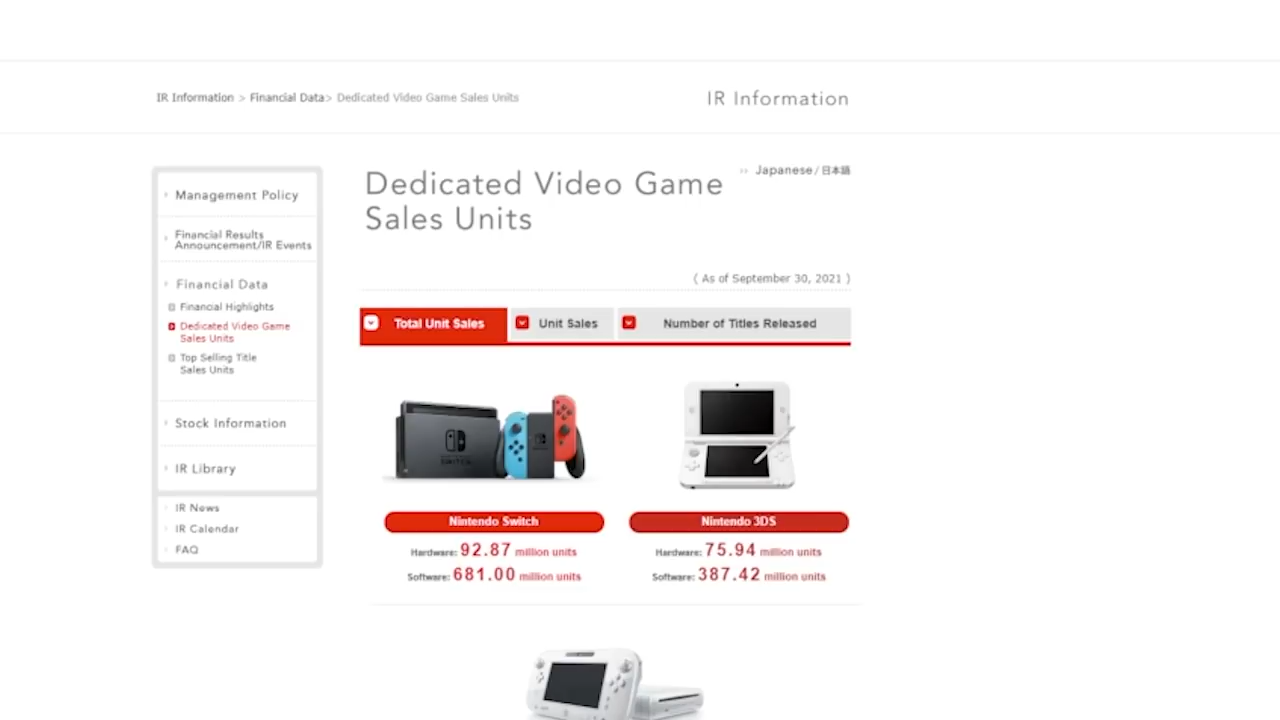 IR Information > Financial Data> Dedicated Video Game Sales Units
IR Information
Management Policy
Financial Results
Announcement/IR Events
Financial Data
Financial Highlights
Dedicated Video Game
Sales Units
Top Selling Title
Sales Units
Stock Information
IR Library
IR News
IR Calendar
FAQ
Dedicated Video Game
Sales Units
Japanese / 日本語
( As of September 30, 2021 )
Total Unit Sales
Unit Sales
Number of Titles Released
SWITCH
Nintendo Switch
Hardware: 92.87 million units
Software: 681.00 million units
Nintendo 3DS
Hardware: 75.94 million units
Software: 387.42 million units